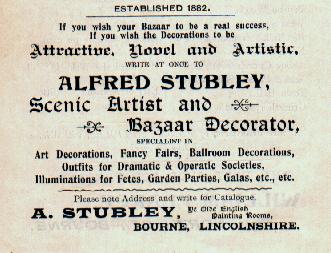 ESTABLISHED 1882.
If you wish your Bazaar to be a real success,
If you wish the Decorations to be
Attractive, Novel and Artistic,
WRITE AT ONCE TO
ALFRED STUBLEY,
Scenic Artist and
Bazaar Decorator,
SPECIALIST IN
Art Decorations, Fancy Fairs, Ballroom Decorations,
Outfits for Dramatic & Operatic Societies,
Illuminations for Fetes, Garden Parties, Galas, etc., etc.
Please note Address and write for Catalogue.
A. STUBLEY, Ye Olde English
Painting Rooms,
BOURNE, LINCOLNSHIRE.